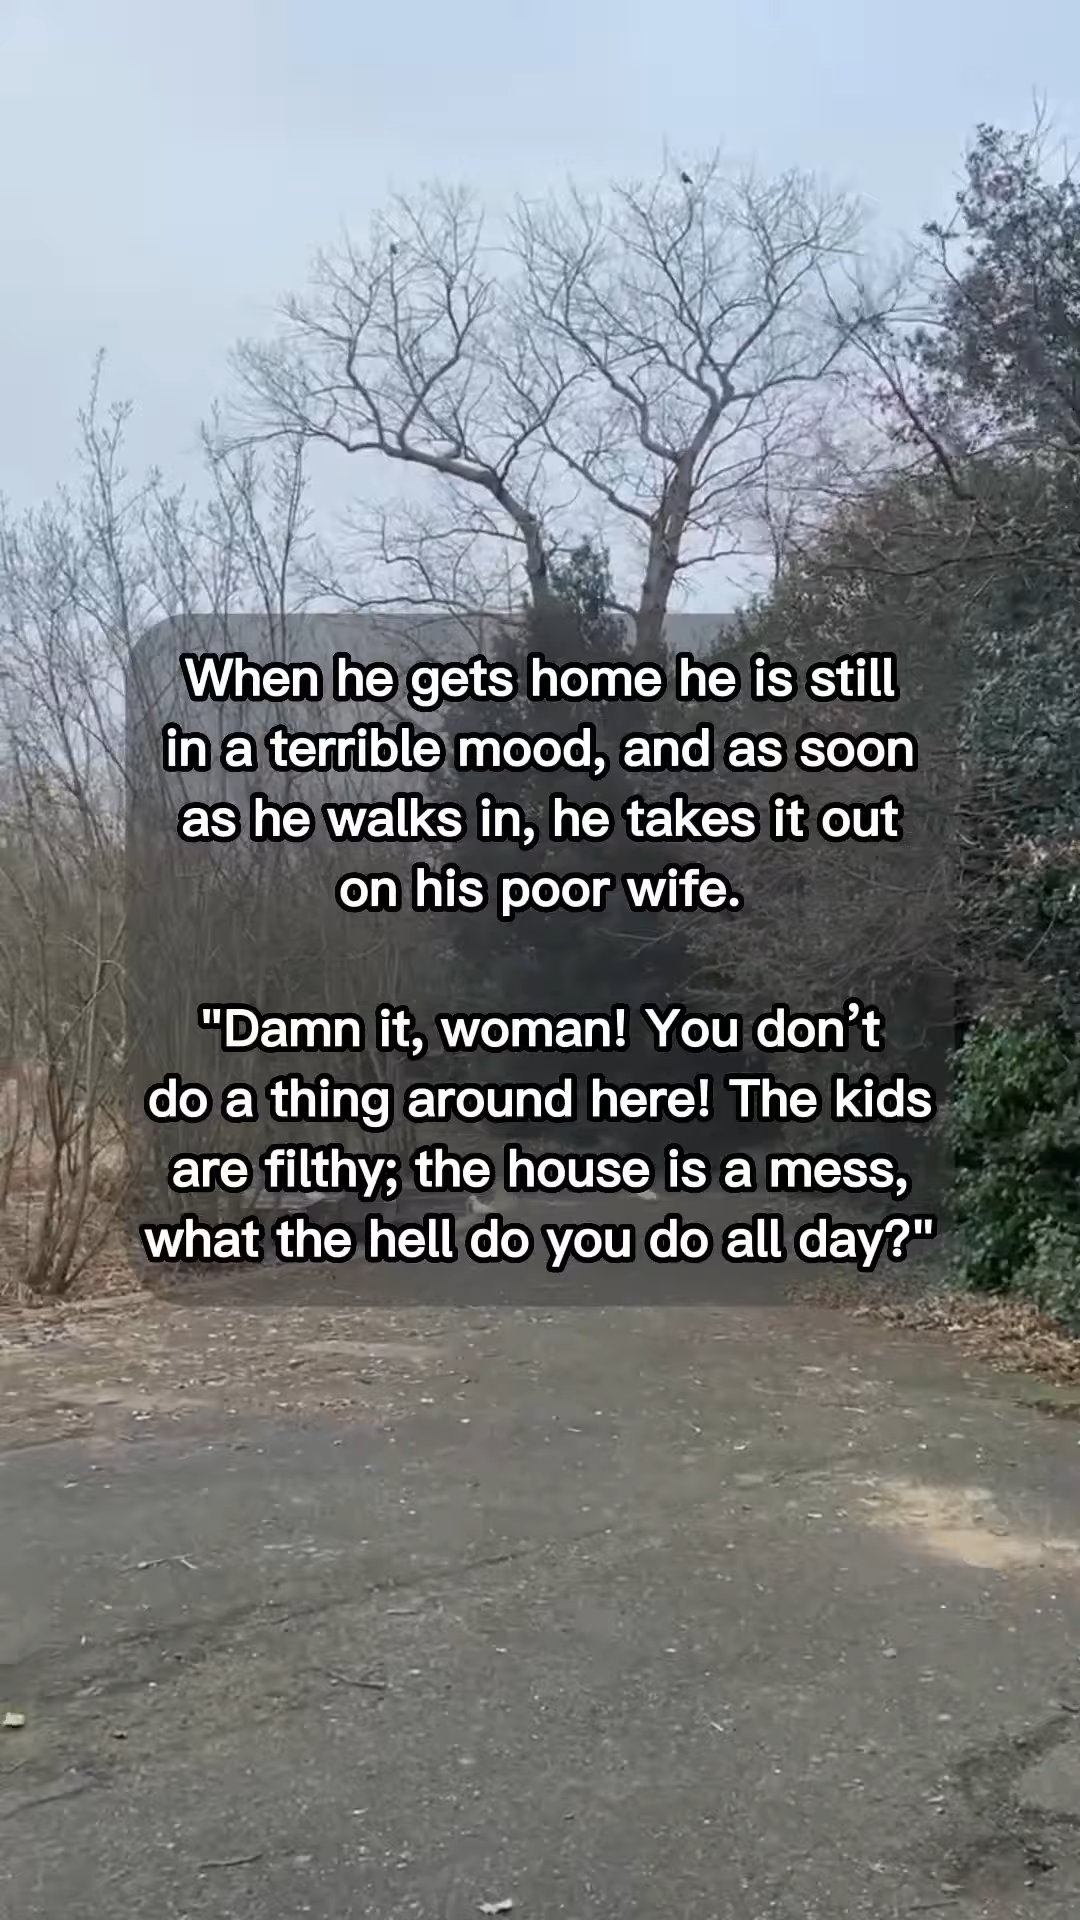 When he gets home he is still
in a terrible mood, and as soon
as he walks in, he takes it out
on his poor wife.
"Damn it, woman! You don’t
do a thing around here! The kids
are filthy; the house is a mess,
what the hell do you do all day?"